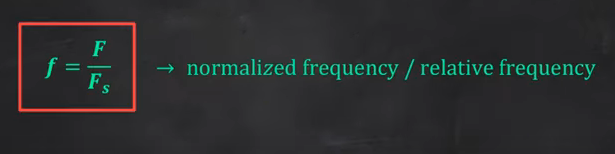 f = F / F_s → normalized frequency / relative frequency